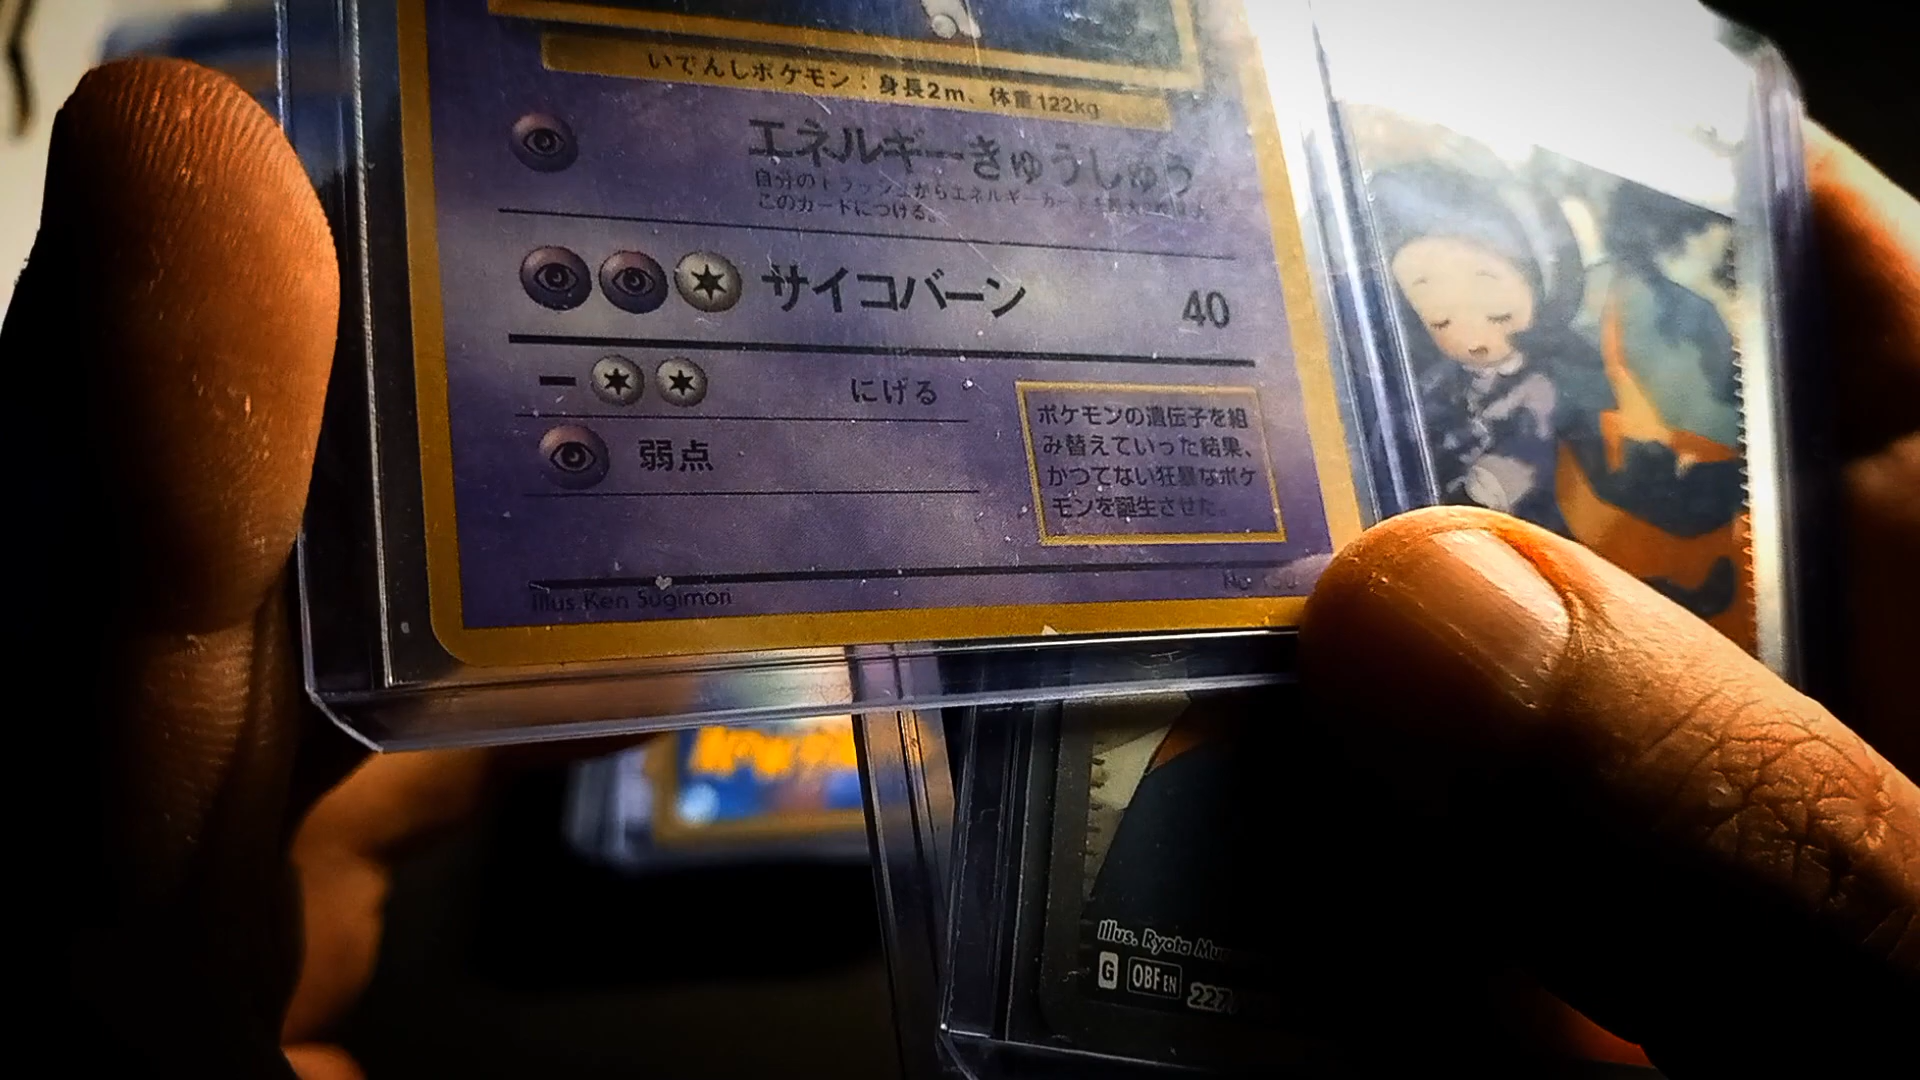 いでんしポケモン：身長2m、体重122kg
エネルギーきゅうしゅう
自分のトラッシュからエネルギーカードを
このカードにつける。
サイコバーン 40
にげる
弱点
ポケモンの遺伝子を組
み替えていった結果、
かつてない狂暴なポケ
モンを誕生させた。
Illus. Ken Sugimori No. 150
Illus. Ryota
G OBF EN 227